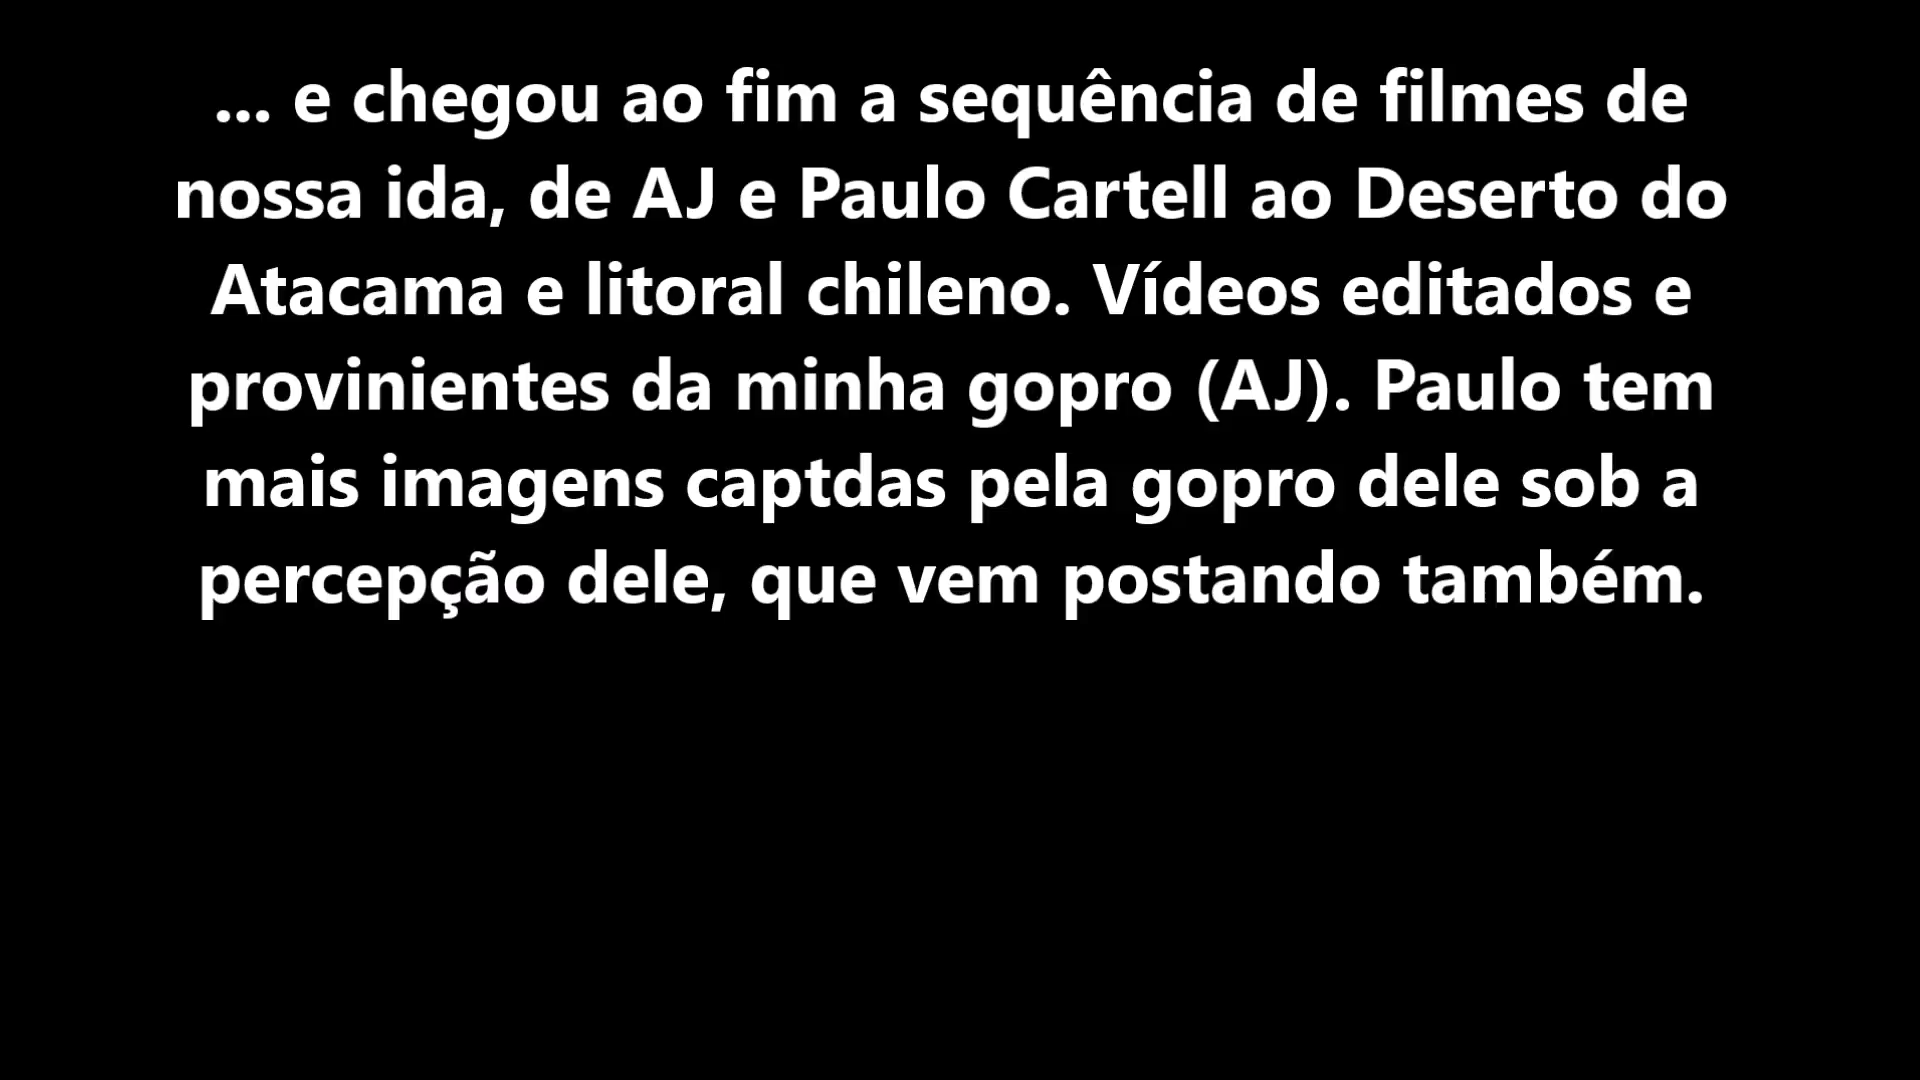 ... e chegou ao fim a sequência de filmes de
nossa ida, de AJ e Paulo Cartell ao Deserto do
Atacama e litoral chileno. Vídeos editados e
provinientes da minha gopro (AJ). Paulo tem
mais imagens captdas pela gopro dele sob a
percepção dele, que vem postando também.